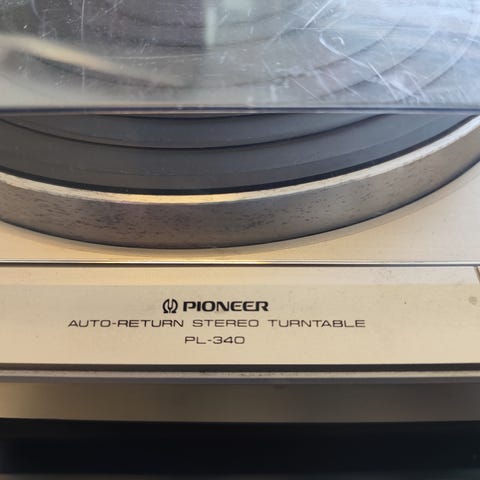 PIONEER
AUTO-RETURN STEREO TURNTABLE
PL-340